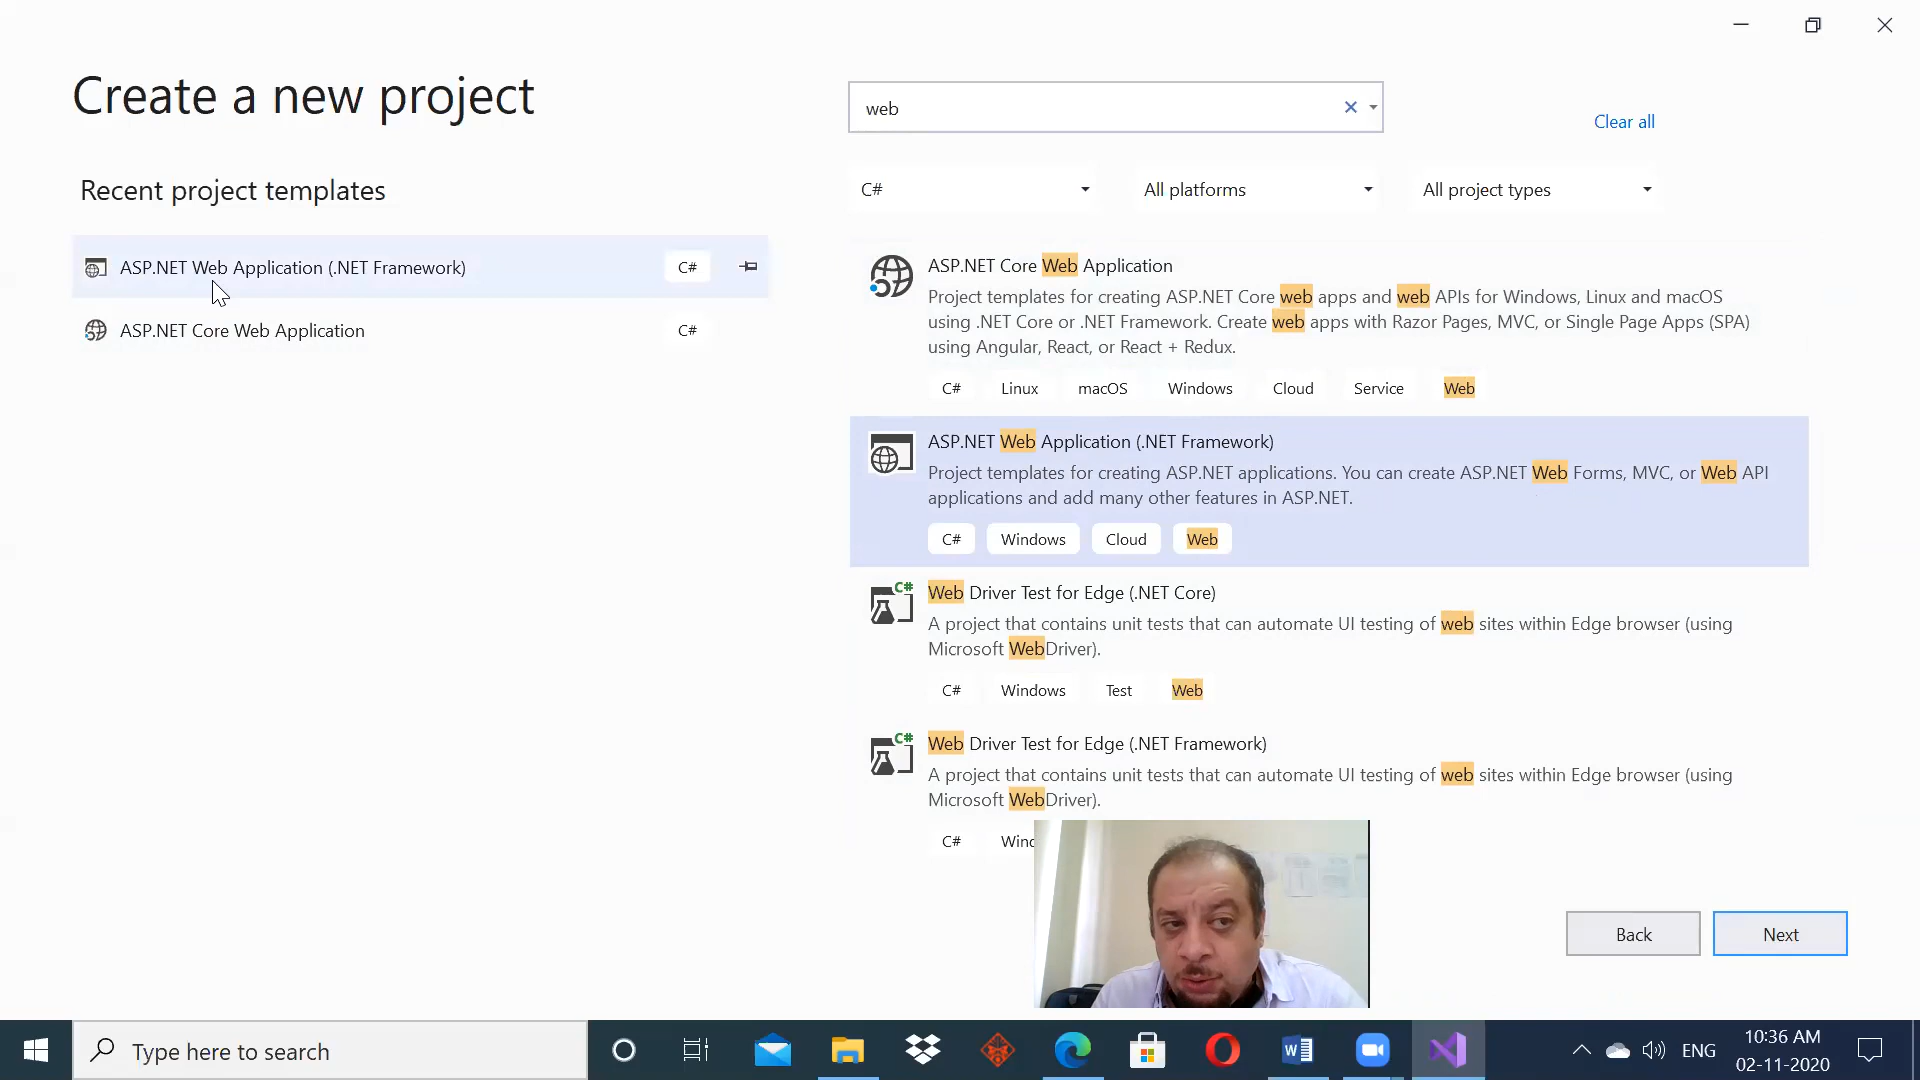 Create a new project
web
Clear all
Recent project templates
C#
All platforms
All project types
ASP.NET Web Application (.NET Framework)
C#
ASP.NET Core Web Application
C#
ASP.NET Core Web Application
Project templates for creating ASP.NET Core web apps and web APIs for Windows, Linux and macOS
using .NET Core or .NET Framework. Create web apps with Razor Pages, MVC, or Single Page Apps (SPA)
using Angular, React, or React + Redux.
C# Linux macOS Windows Cloud Service Web
ASP.NET Web Application (.NET Framework)
Project templates for creating ASP.NET applications. You can create ASP.NET Web Forms, MVC, or Web API
applications and add many other features in ASP.NET.
C# Windows Cloud Web
Web Driver Test for Edge (.NET Core)
A project that contains unit tests that can automate UI testing of web sites within Edge browser (using
Microsoft WebDriver).
C# Windows Test Web
Web Driver Test for Edge (.NET Framework)
A project that contains unit tests that can automate UI testing of web sites within Edge browser (using
Microsoft WebDriver).
C#
Back
Next
Type here to search
ENG
10:36 AM
02-11-2020